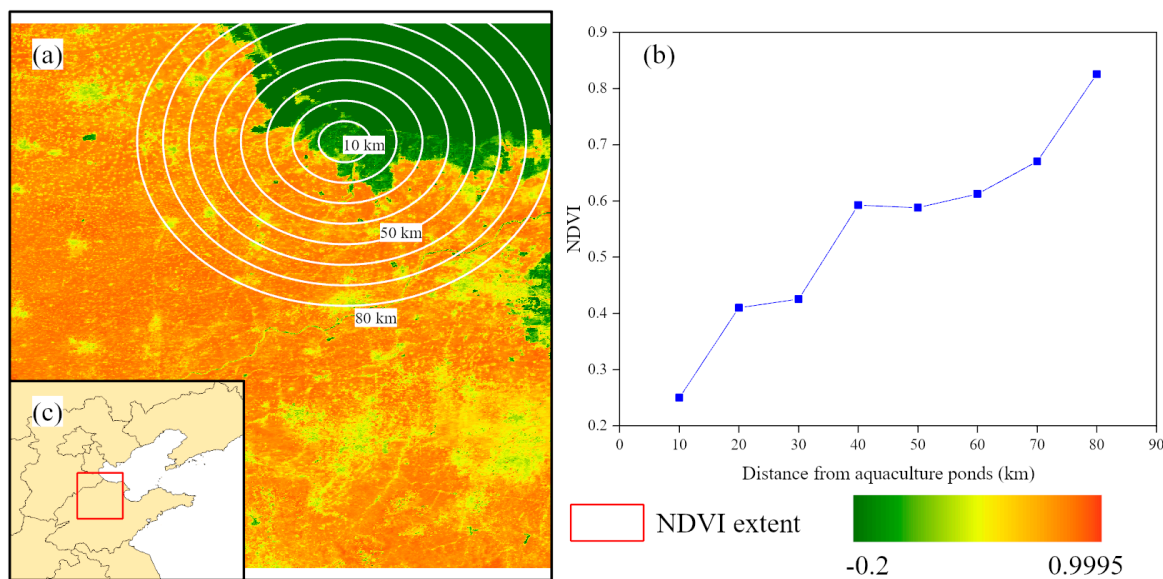 (a)
10 km
50 km
80 km
(c)
(b)
0.9
0.8
0.7
0.6
0.5
0.4
0.3
0.2
NDVI
0 10 20 30 40 50 60 70 80 90
Distance from aquaculture ponds (km)
NDVI extent
-0.2 0.9995